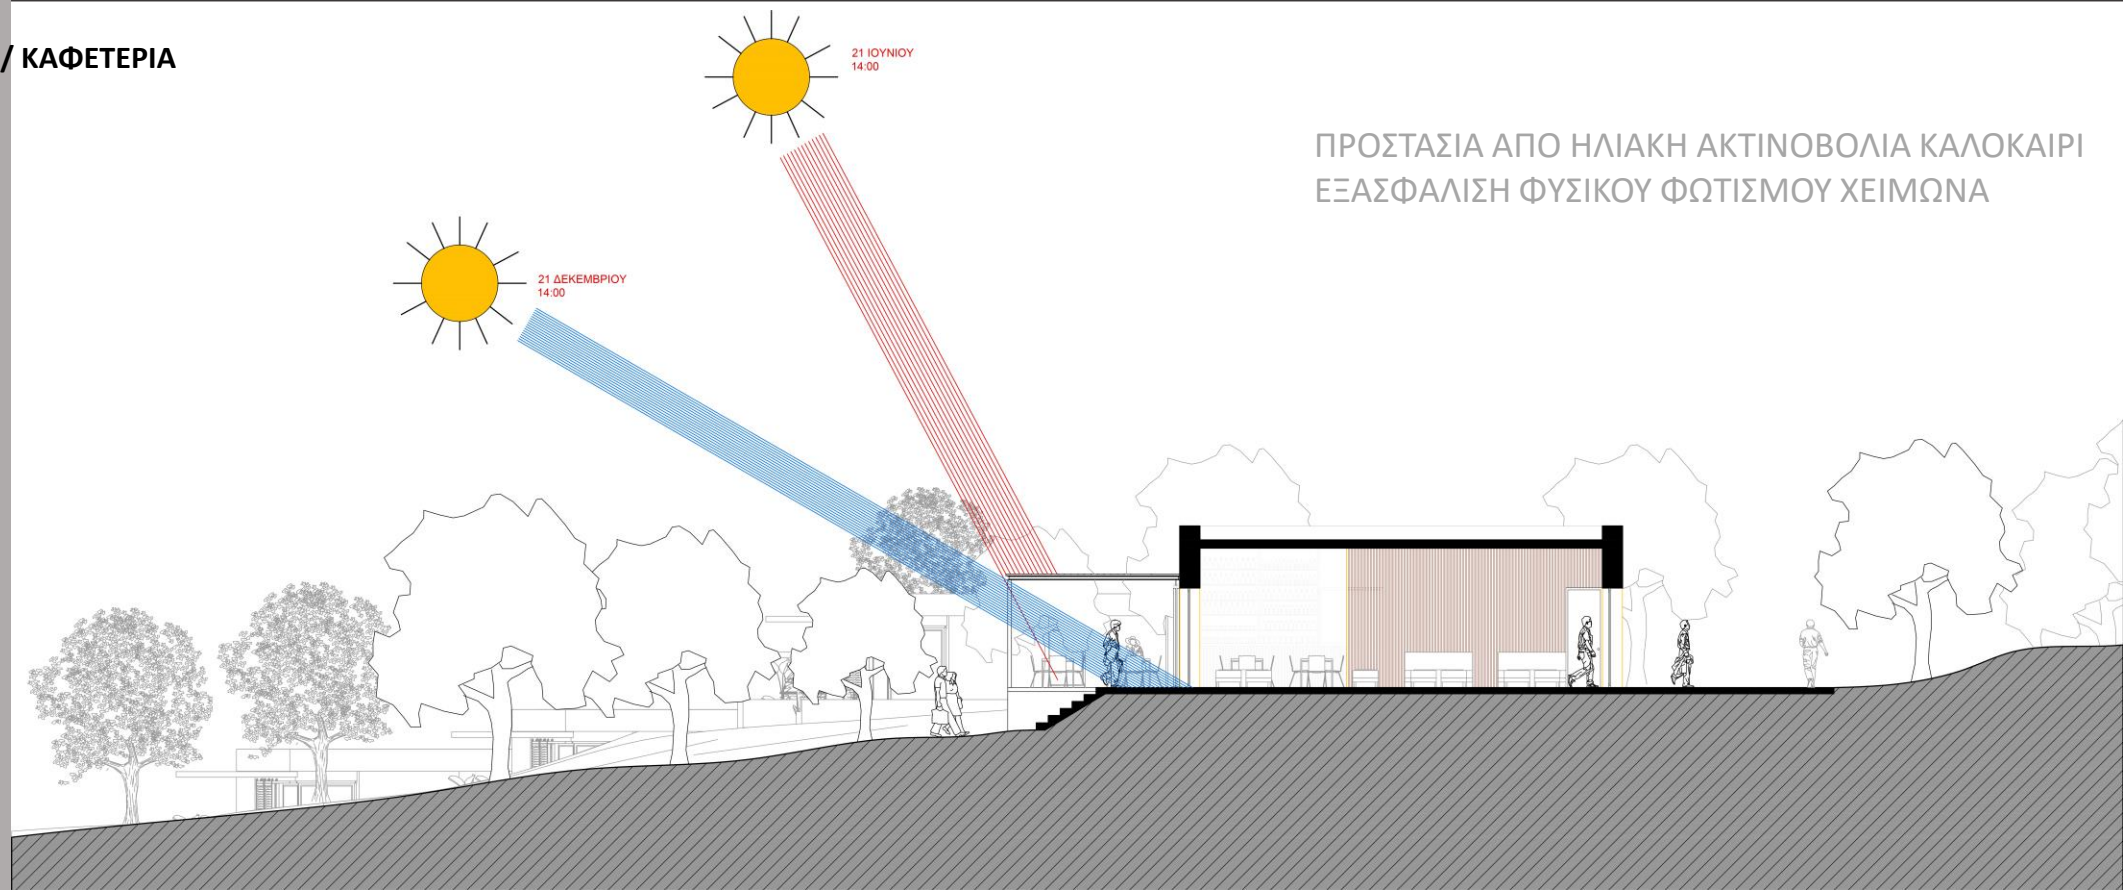 / ΚΑΦΕΤΕΡΙΑ
21 ΙΟΥΝΙΟΥ
14:00
ΠΡΟΣΤΑΣΙΑ ΑΠΟ ΗΛΙΑΚΗ ΑΚΤΙΝΟΒΟΛΙΑ ΚΑΛΟΚΑΙΡΙ
ΕΞΑΣΦΑΛΙΣΗ ΦΥΣΙΚΟΥ ΦΩΤΙΣΜΟΥ ΧΕΙΜΩΝΑ
21 ΔΕΚΕΜΒΡΙΟΥ
14:00